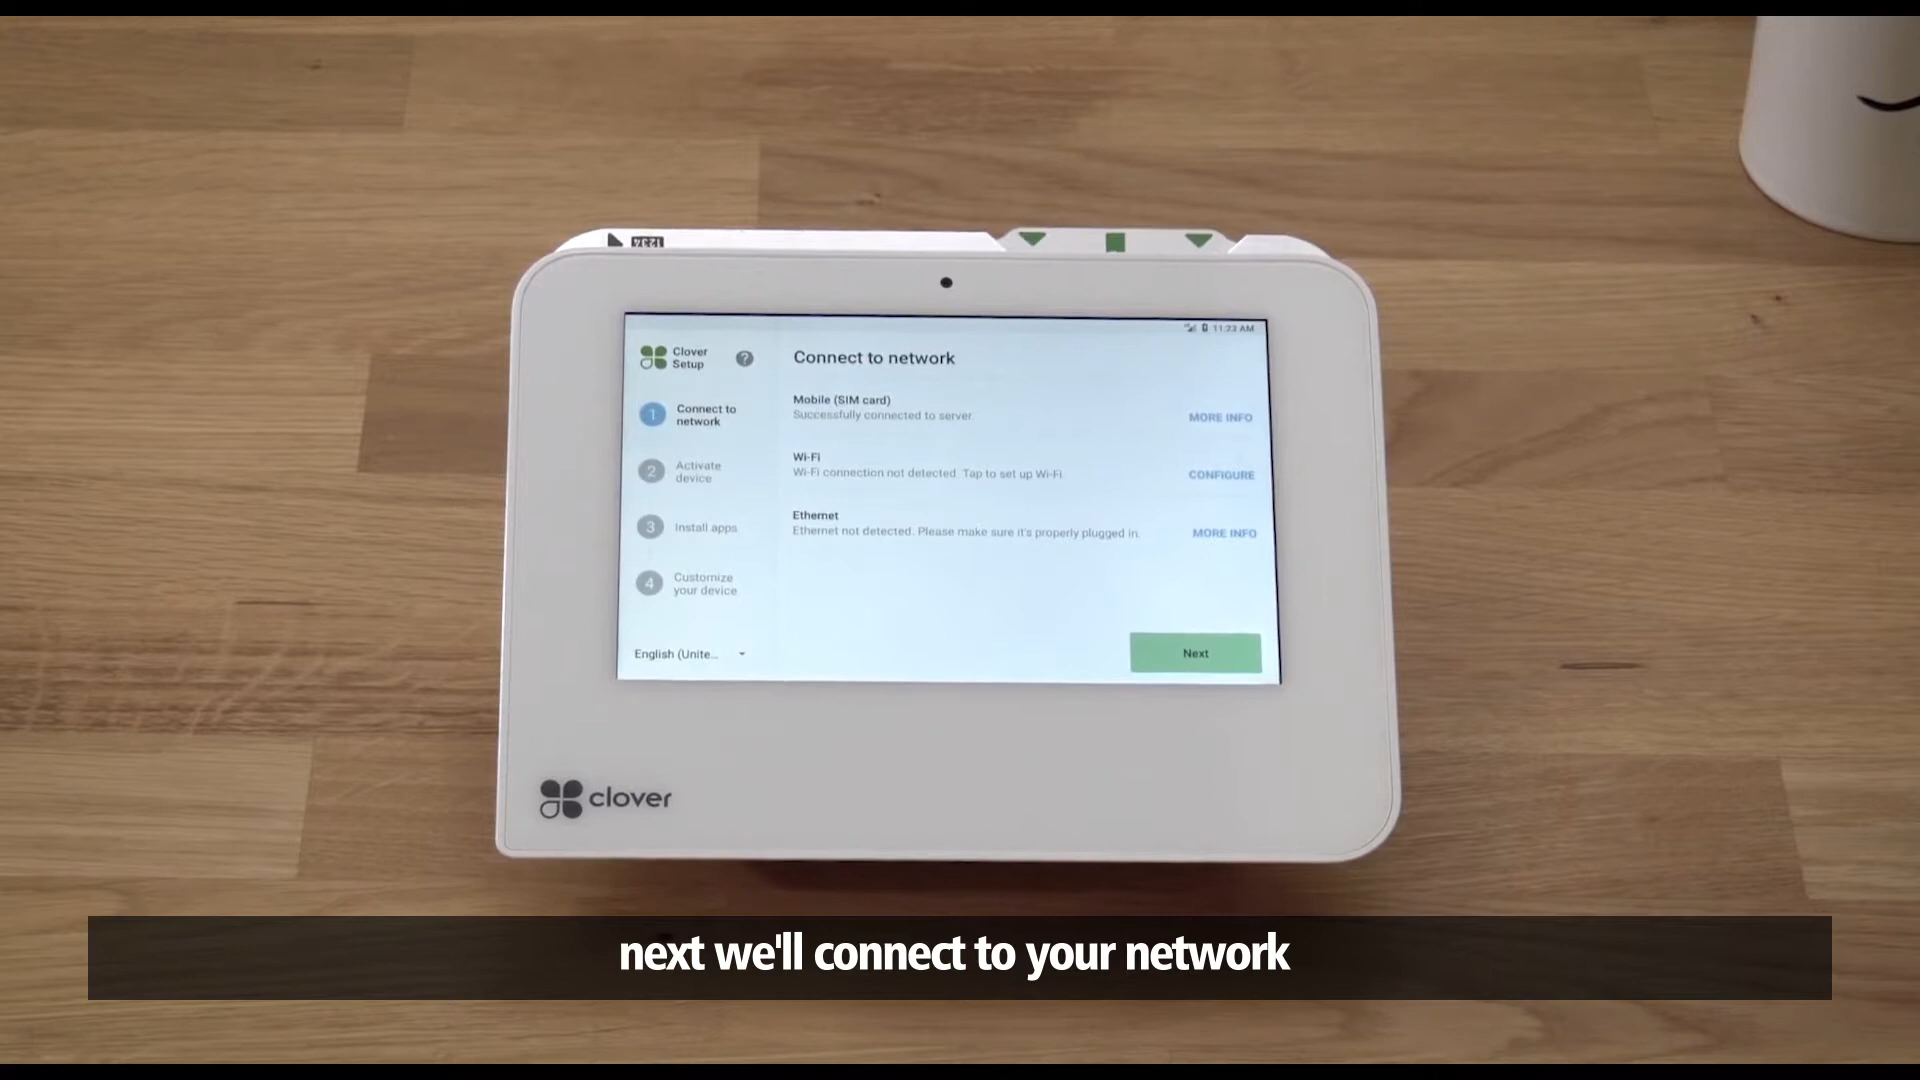 1234
11:23 AM
Clover
Setup
?
Connect to network
1
Connect to
network
Mobile (SIM card)
Successfully connected to server.
MORE INFO
2
Activate
device
Wi-Fi
Wi-Fi connection not detected. Tap to set up Wi-Fi.
CONFIGURE
3
Install apps
Ethernet
Ethernet not detected. Please make sure it's properly plugged in.
MORE INFO
4
Customize
your device
English (Unite...
Next
clover
next we'll connect to your network